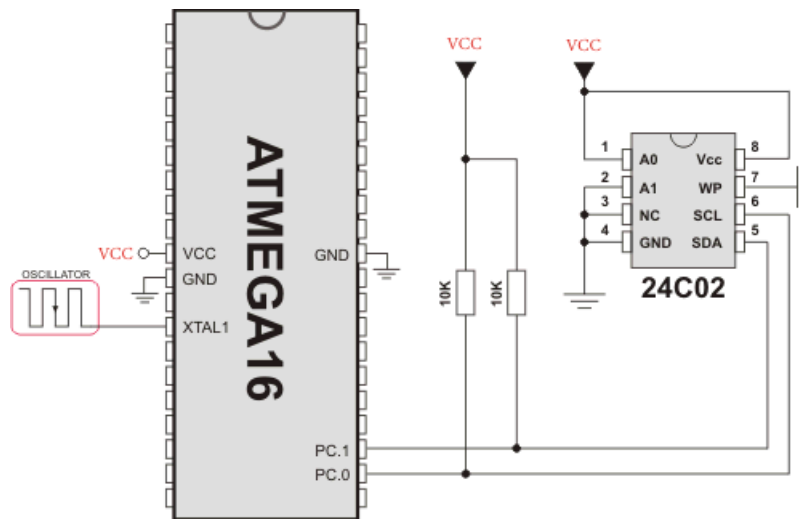 VCC
VCC
1
A0
Vcc
8
2
A1
WP
7
3
NC
SCL
6
4
GND
SDA
5
24C02
ATMEGA16
VCC
VCC
GND
GND
OSCILLATOR
XTAL1
10K
10K
PC.1
PC.0